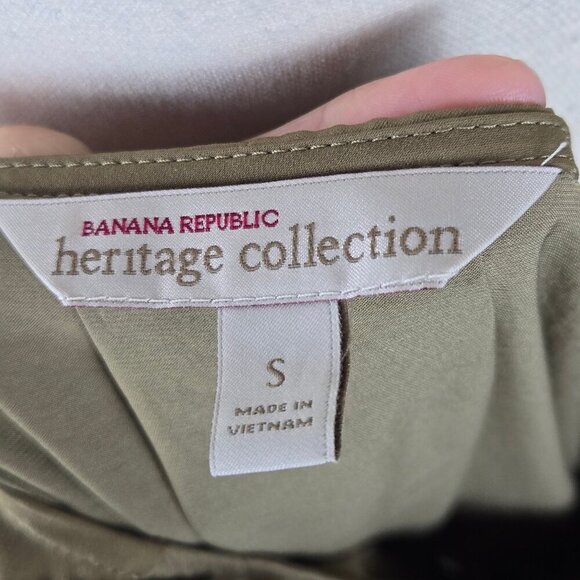 BANANA REPUBLIC
heritage collection
S
MADE IN
VIETNAM